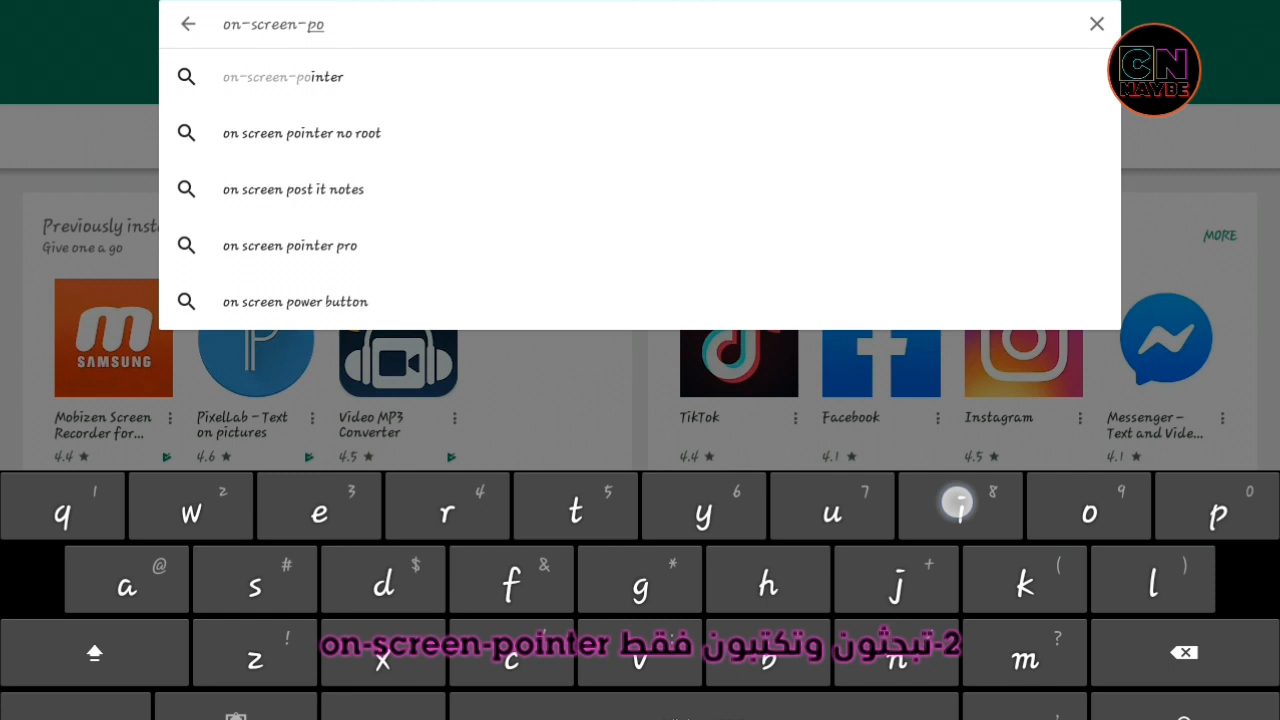 on-screen-po
CN
MAYBE
on-screen-pointer
on screen pointer no root
on screen post it notes
on screen pointer pro
on screen power button
Previously inst
Give one a go
MORE
SAMSUNG
Mobizen Screen Recorder for...
4.4 ★
PixelLab - Text on pictures
4.6 ★
Video MP3 Converter
4.5 ★
TikTok
4.4 ★
Facebook
4.1 ★
Instagram
4.5 ★
Messenger - Text and Vide...
4.1 ★
q 1 w 2 e 3 r 4 t 5 y 6 u 7 i 8 o 9 p 0
a @ s # d $ f & g * h j + k ( l )
z ! x c v b n m ?
2-تبحثون وتكتبون فقط on-screen-pointer